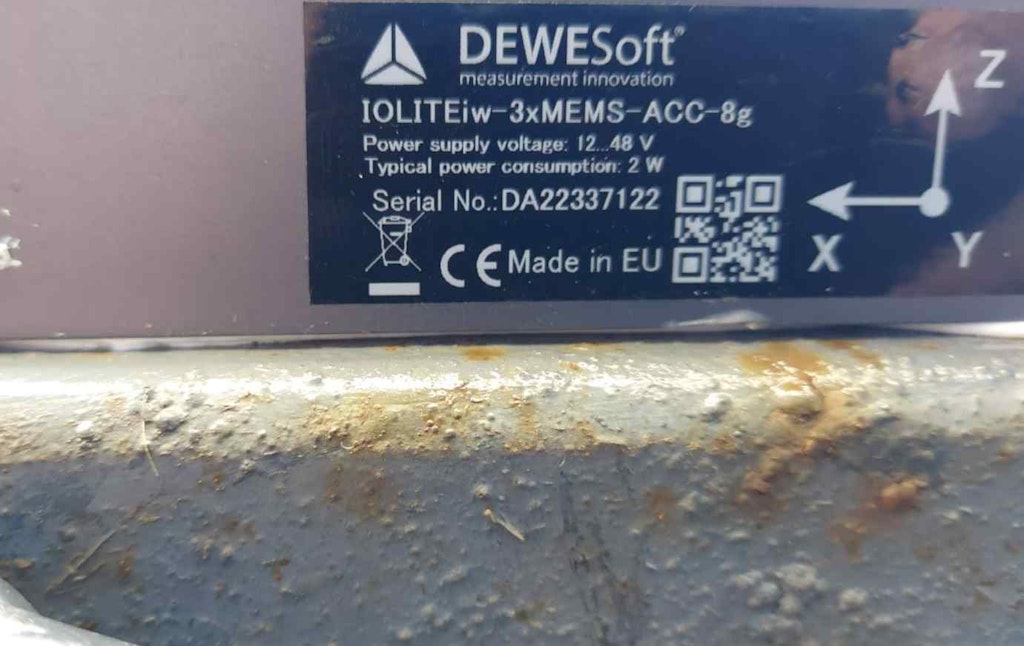 DEWESoft®
measurement innovation
IOLITEiw-3xMEMS-ACC-8g
Power supply voltage: 12...48 V
Typical power consumption: 2 W
Serial No.:DA22337122
CE Made in EU
Z
X
Y